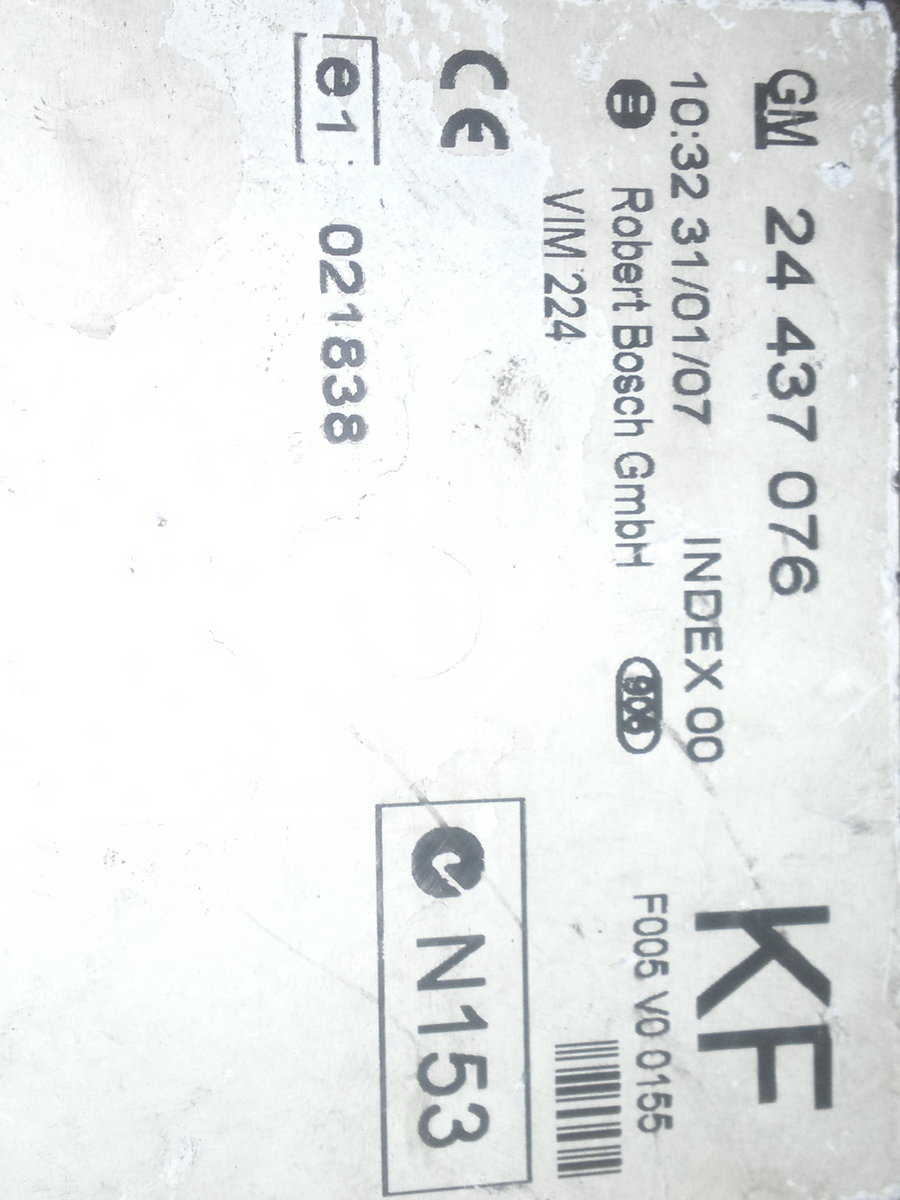 GM 24 437 076
KF
10:32 31/01/07 INDEX 00
Robert Bosch GmbH
F005 V0 0155
VIM 224
CE
N153
e1 021838